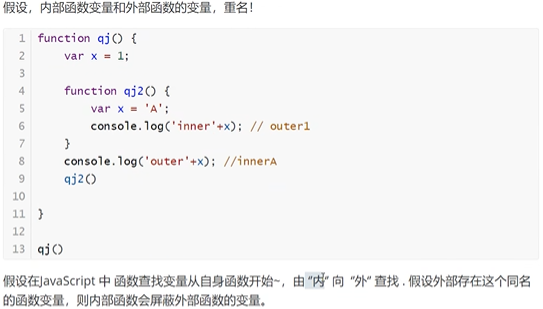 假设，内部函数变量和外部函数的变量，重名！
1 function qj() {
2     var x = 1;
3
4     function qj2() {
5         var x = 'A';
6         console.log('inner'+x); // outer1
7     }
8     console.log('outer'+x); //innerA
9     qj2()
10
11 }
12
13 qj()
假设在JavaScript 中 函数查找变量从自身函数开始~，由 “内” 向 “外” 查找 . 假设外部存在这个同名
的函数变量，则内部函数会屏蔽外部函数的变量。